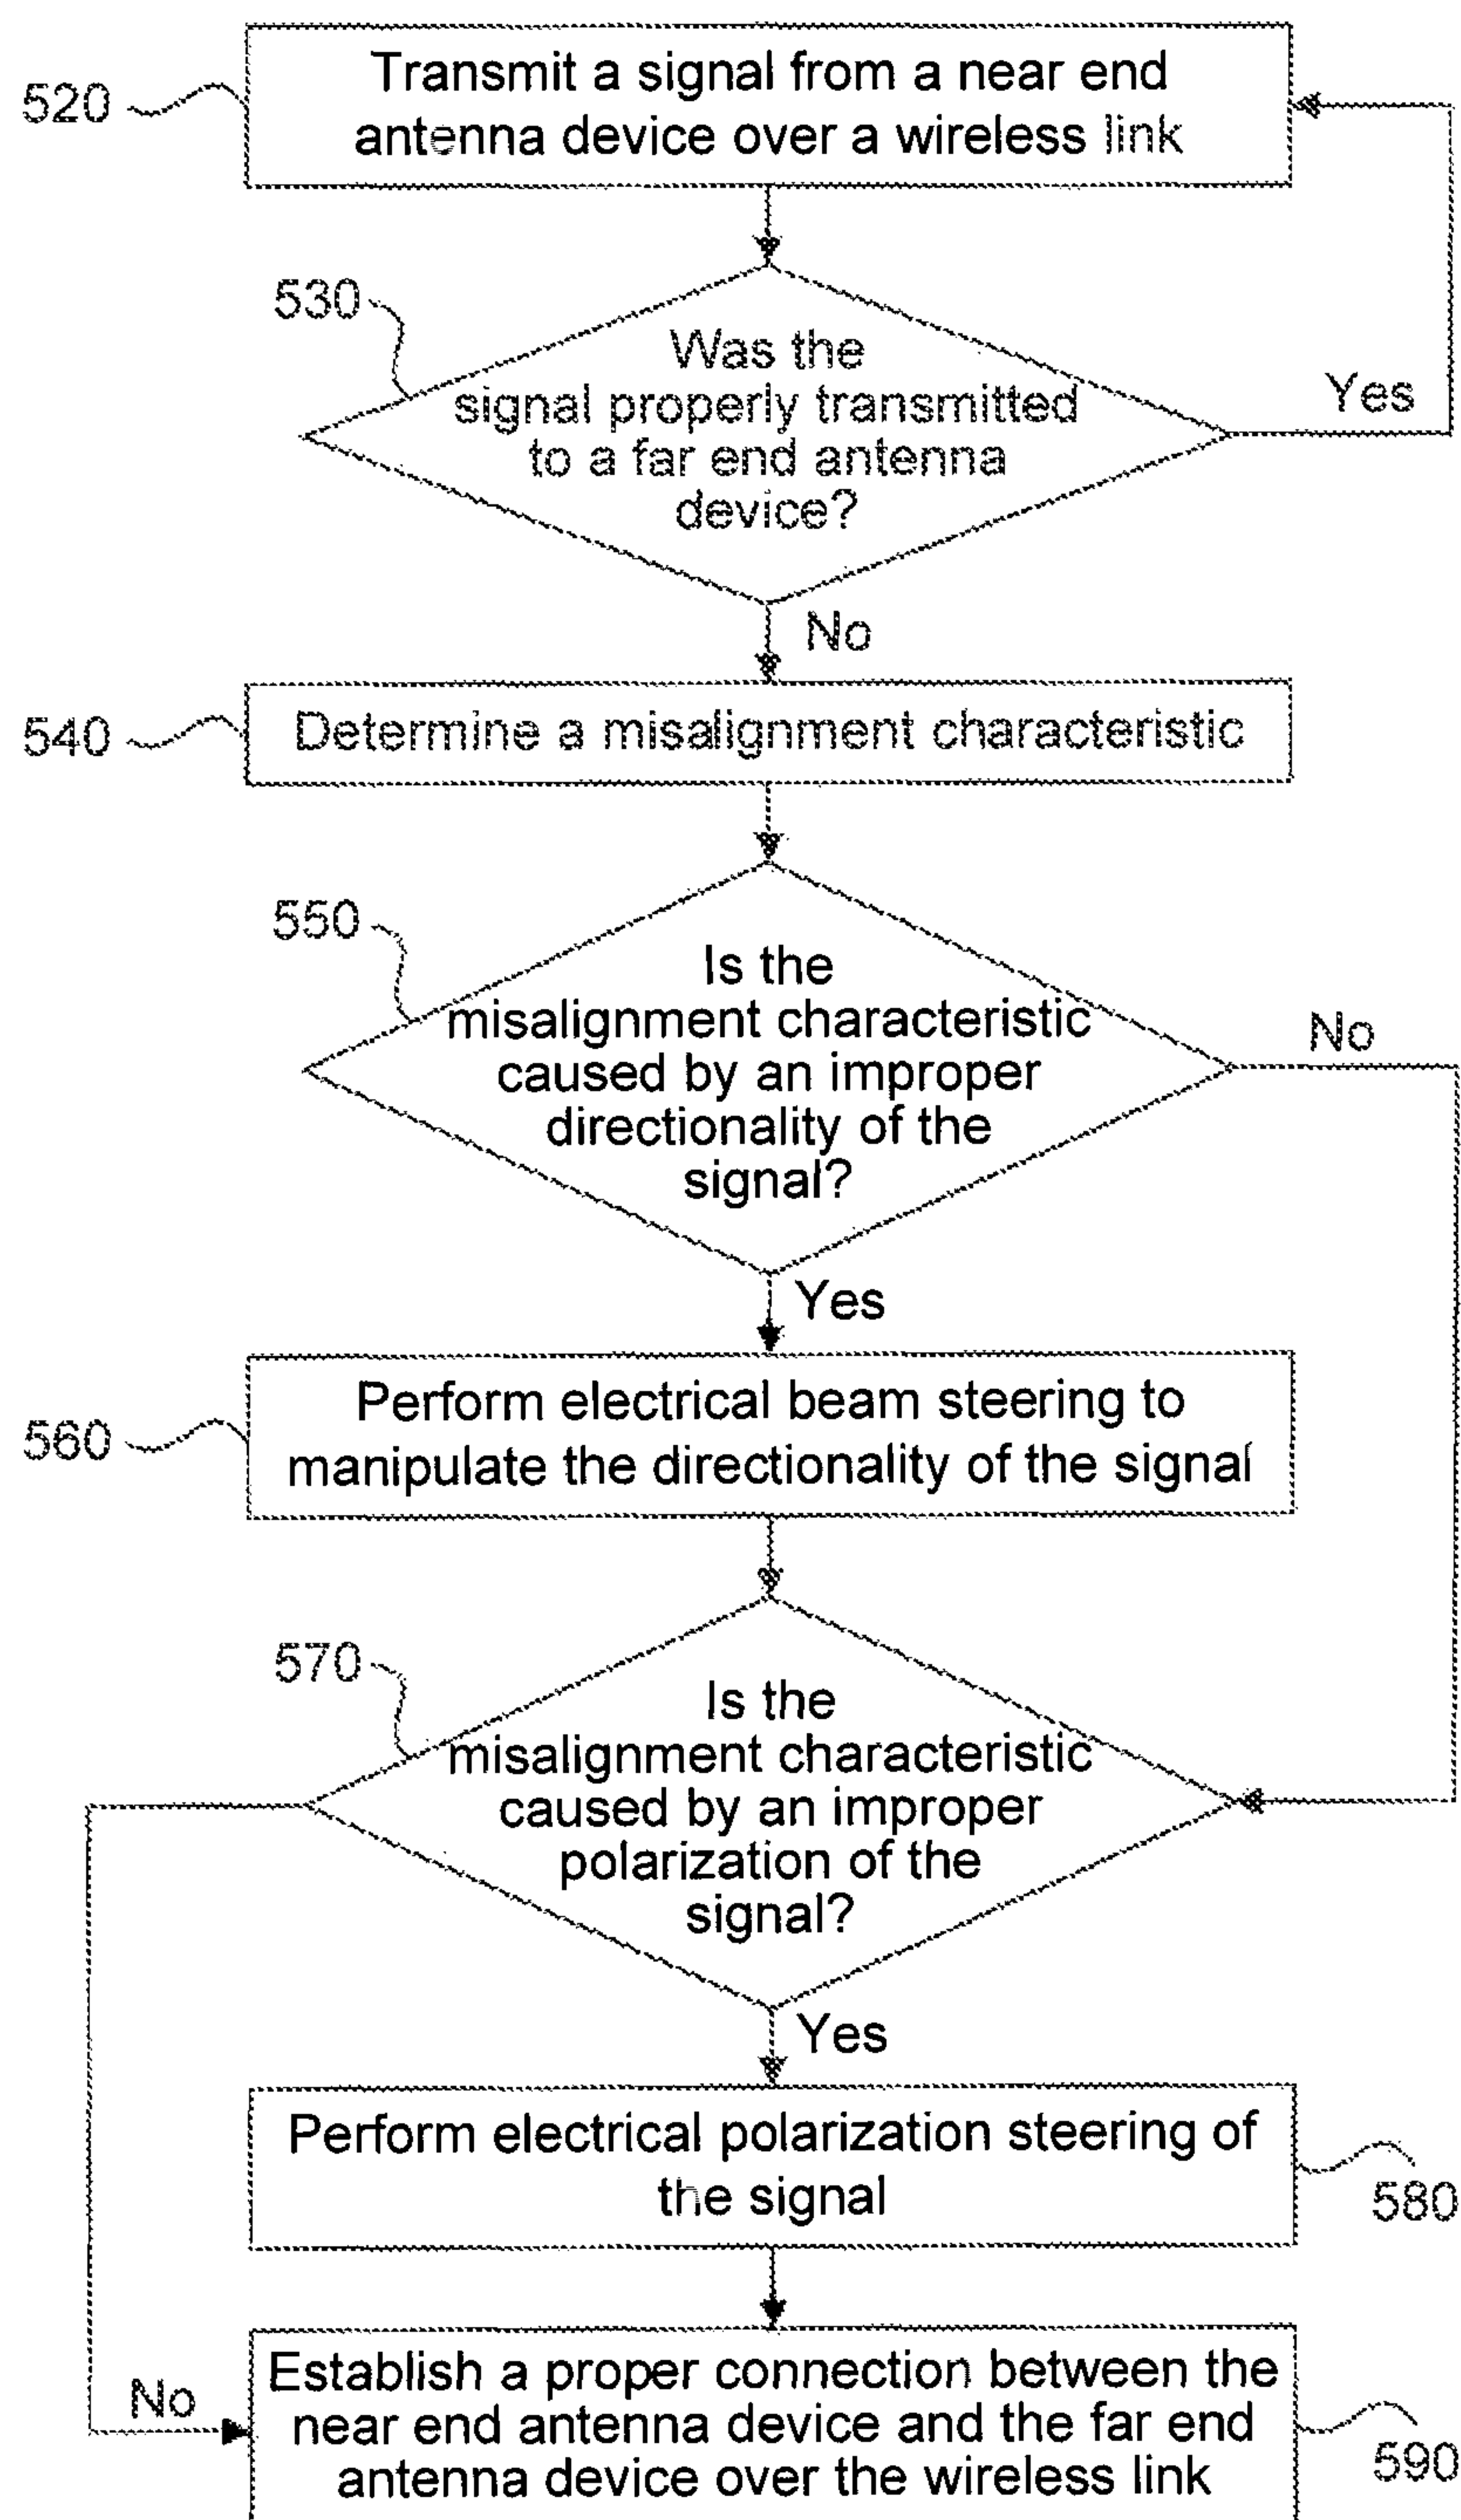 Transmit a signal from a near end
520
antenna device over a wireless link
530
Was the
signal properly transmitted
Yes
to a far end antenna
device?
No
540
Determine a misalignment characteristic
550
Is the
misalignment characteristic
No
caused by an improper
directionality of the
signal?
Yes
Perform electrical beam steering to
560
manipulate the directionality of the signal
570
Is the
misalignment characteristic
caused by an improper
polarization of the
signal?
Yes
Perform electrical polarization steering of
the signal
580
Establish a proper connection between the
No
near end antenna device and the far end
590
antenna device over the wireless link